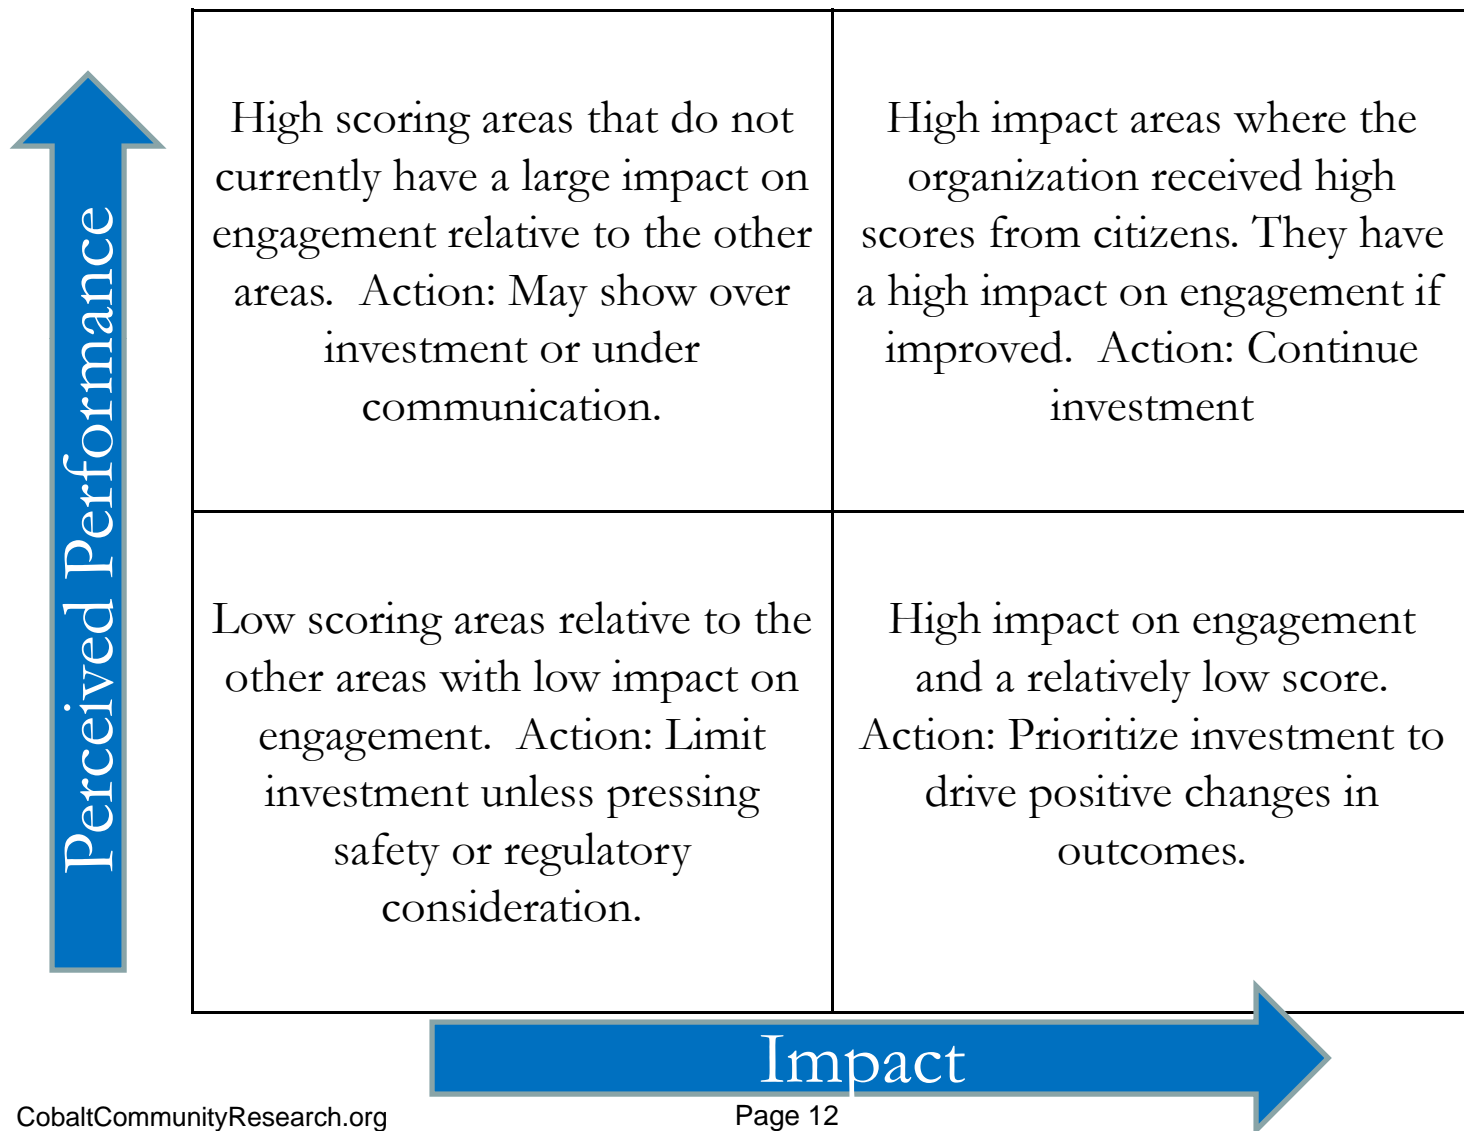 Perceived Performance
High scoring areas that do not
currently have a large impact on
engagement relative to the other
areas.  Action: May show over
investment or under
communication.
High impact areas where the
organization received high
scores from citizens. They have
a high impact on engagement if
improved.  Action: Continue
investment
Low scoring areas relative to the
other areas with low impact on
engagement.  Action: Limit
investment unless pressing
safety or regulatory
consideration.
High impact on engagement
and a relatively low score.
Action: Prioritize investment to
drive positive changes in
outcomes.
Impact
CobaltCommunityResearch.org
Page 12